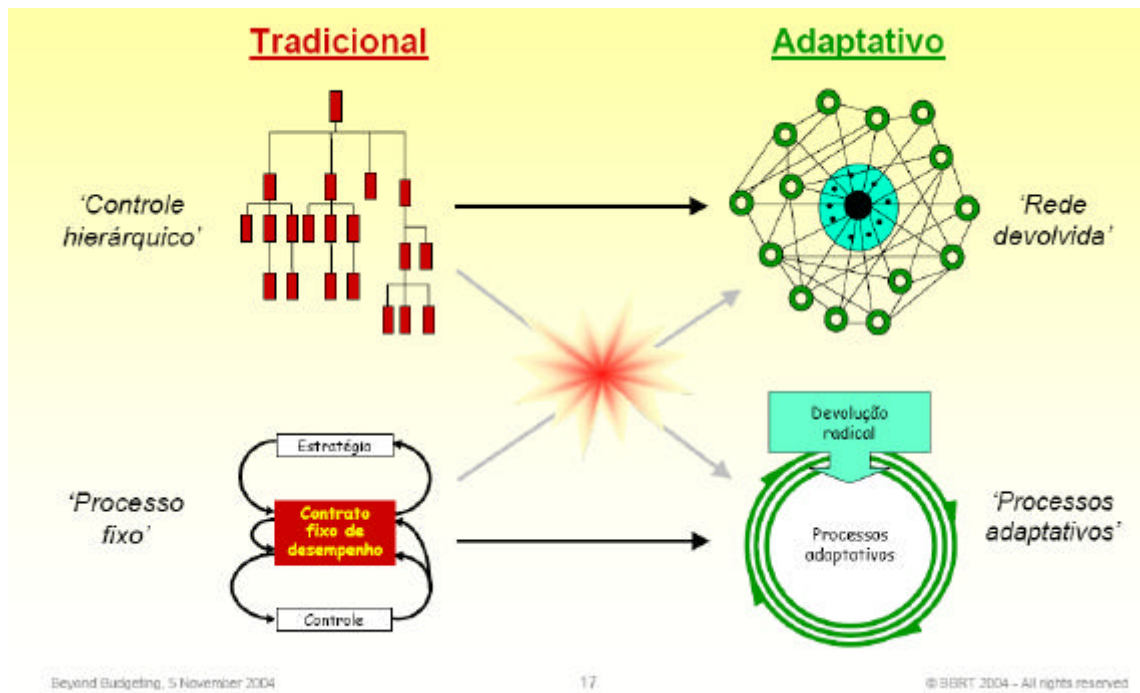 Tradicional
Adaptativo
‘Controle
hierárquico’
‘Rede
devolvida’
‘Processo
fixo’
Estratégia
Contrato
fixo de
desempenho
Controle
Devolução
radical
Processos
adaptativos
‘Processos
adaptativos’
Beyond Budgeting, 5 November 2004
17
© BBRT 2004 - All rights reserved